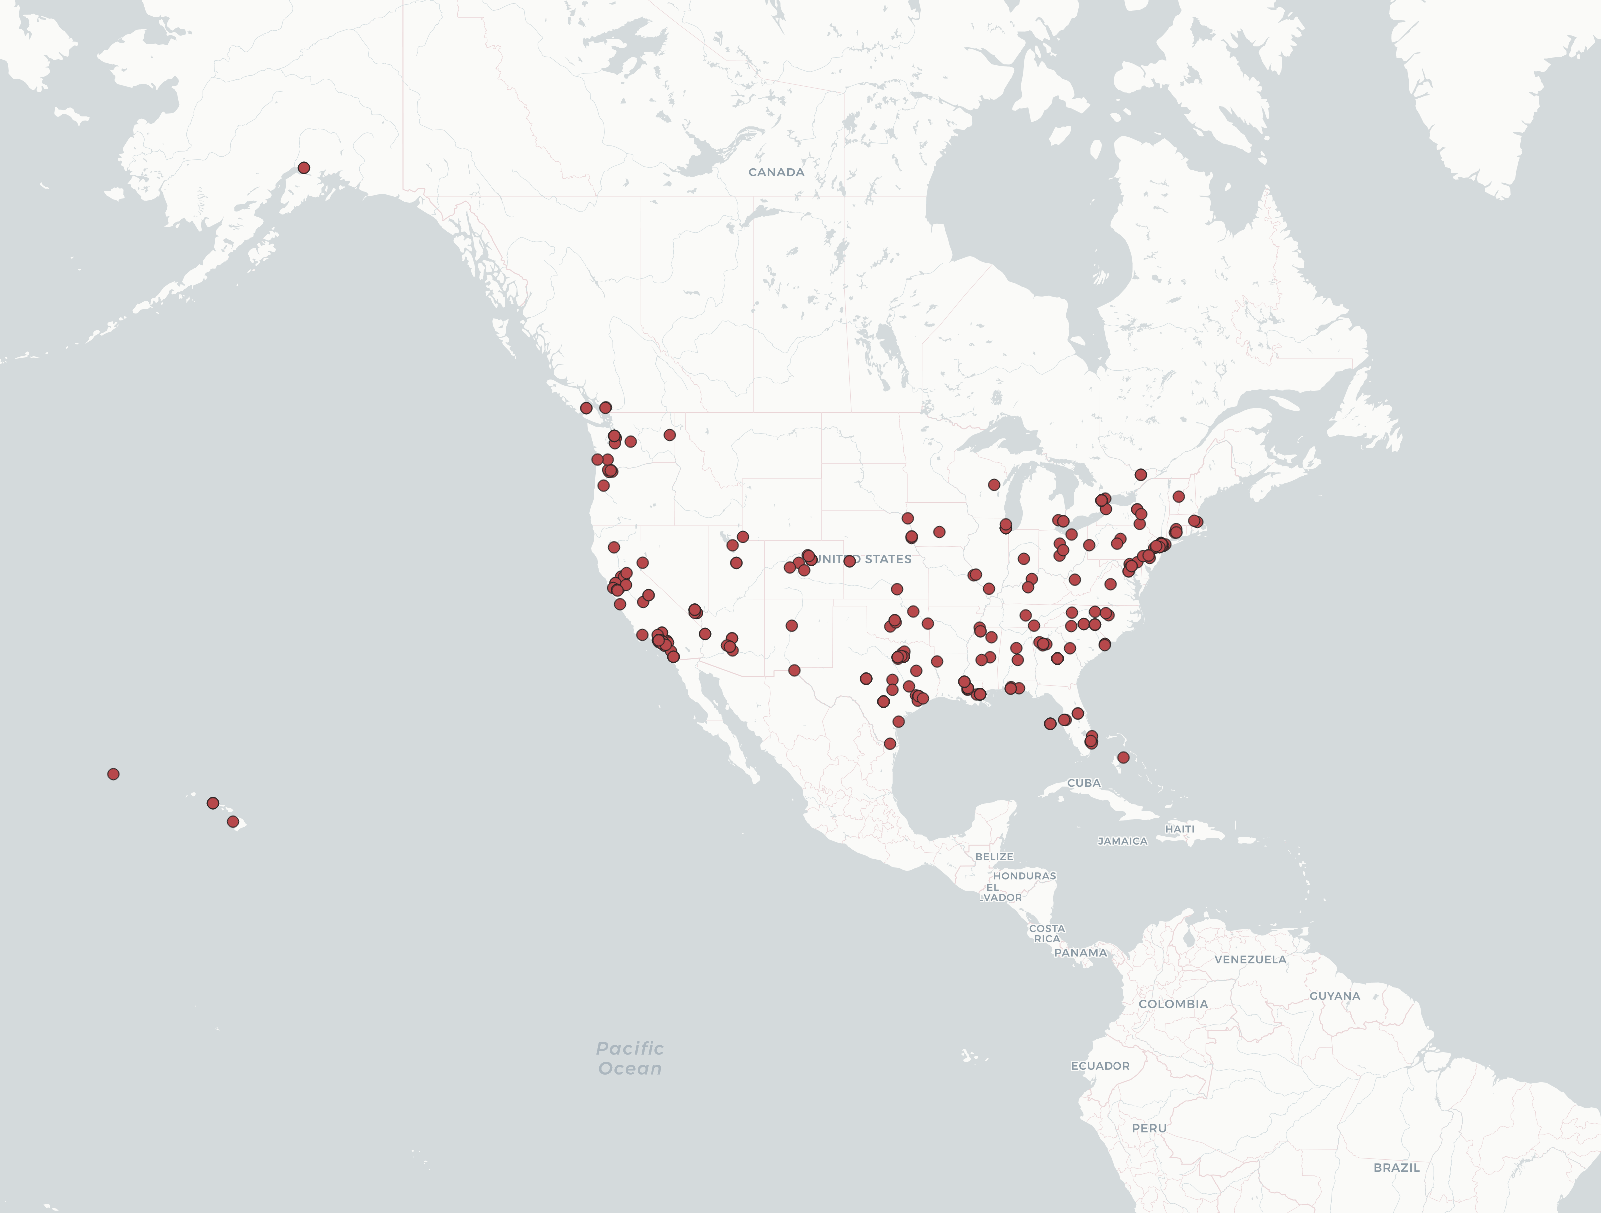 CANADA
UNITED STATES
CUBA
HAITI
JAMAICA
BELIZE
HONDURAS
EL
VADOR
COSTA
RICA
PANAMA
VENEZUELA
GUYANA
COLOMBIA
Pacific
Ocean
ECUADOR
PERU
BRAZIL